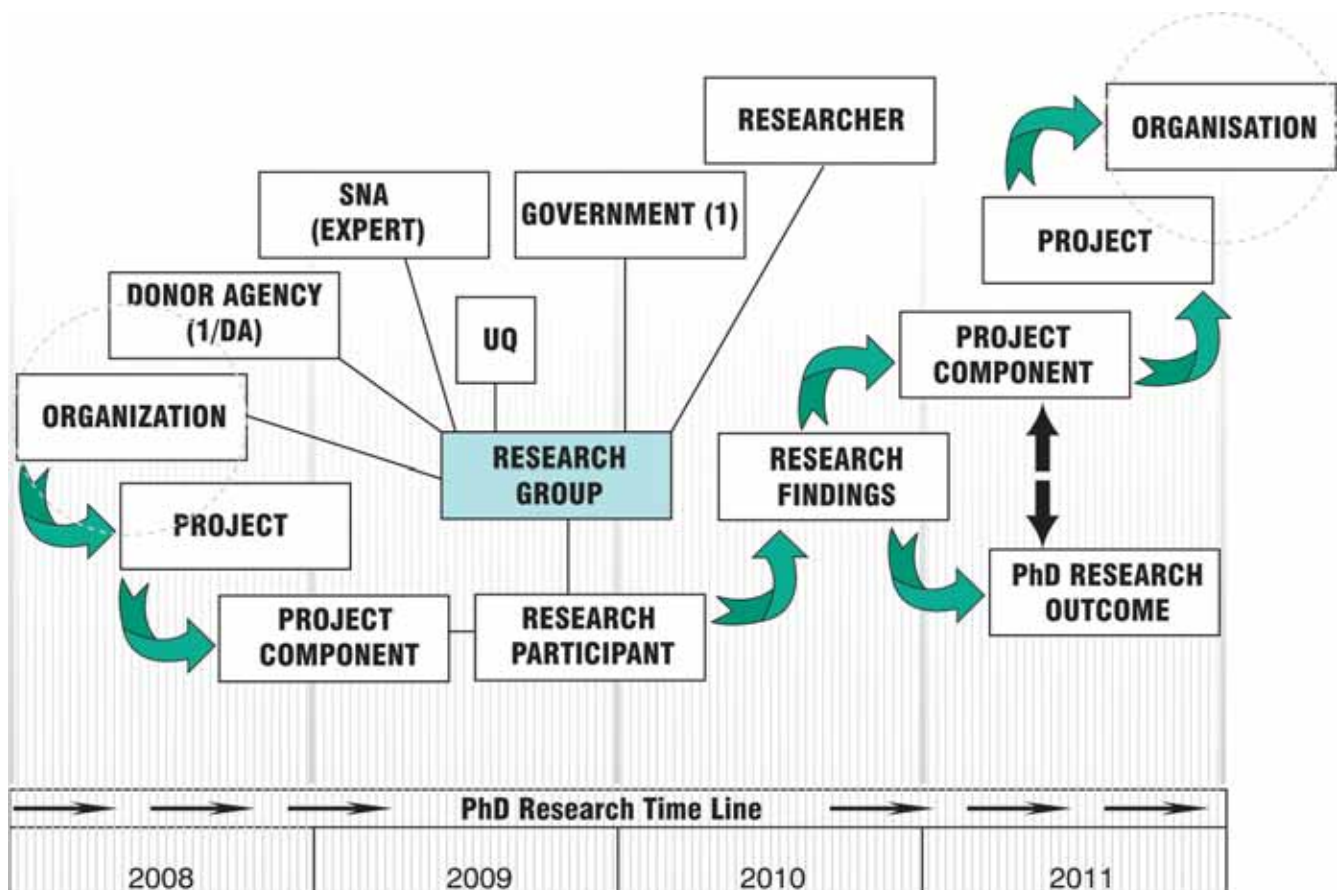 RESEARCHER
ORGANISATION
SNA
(EXPERT)
GOVERNMENT (1)
PROJECT
DONOR AGENCY
(1/DA)
UQ
PROJECT
COMPONENT
ORGANIZATION
RESEARCH
GROUP
RESEARCH
FINDINGS
PROJECT
PhD RESEARCH
OUTCOME
PROJECT
COMPONENT
RESEARCH
PARTICIPANT
PhD Research Time Line
2008
2009
2010
2011